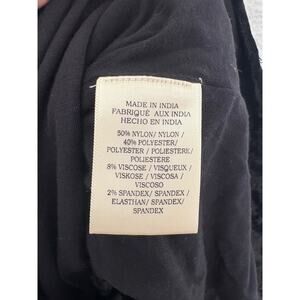 MADE IN INDIA
FABRIQUÉ AUX INDIA
HECHO EN INDIA
50% NYLON/ NYLON /
40% POLYESTER/
POLYESTER / POLIESTERE/
POLIESTERE
8% VISCOSE / VISQUEUX /
VISKOSE / VISCOSA /
VISCOSO
2% SPANDEX/ SPANDEX /
ELASTHAN/ SPANDEX /
SPANDEX